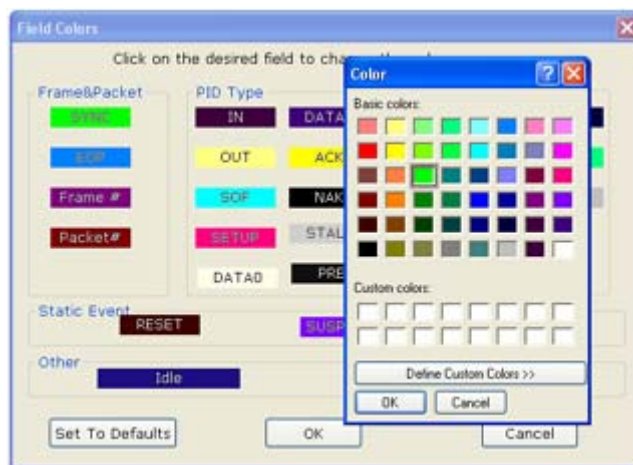 Field Colors
Click on the desired field to cha
Frame&Packet
SYNC
EOP
Frame #
Packet#
PID Type
IN
DATA
OUT
ACK
SOF
NAK
SETUP
STAL
DATA0
PRE
Static Event
RESET
SUSP
Other
Idle
Set To Defaults
OK
Cancel
Color
Basic colors:
Custom colors:
Define Custom Colors >>
OK
Cancel